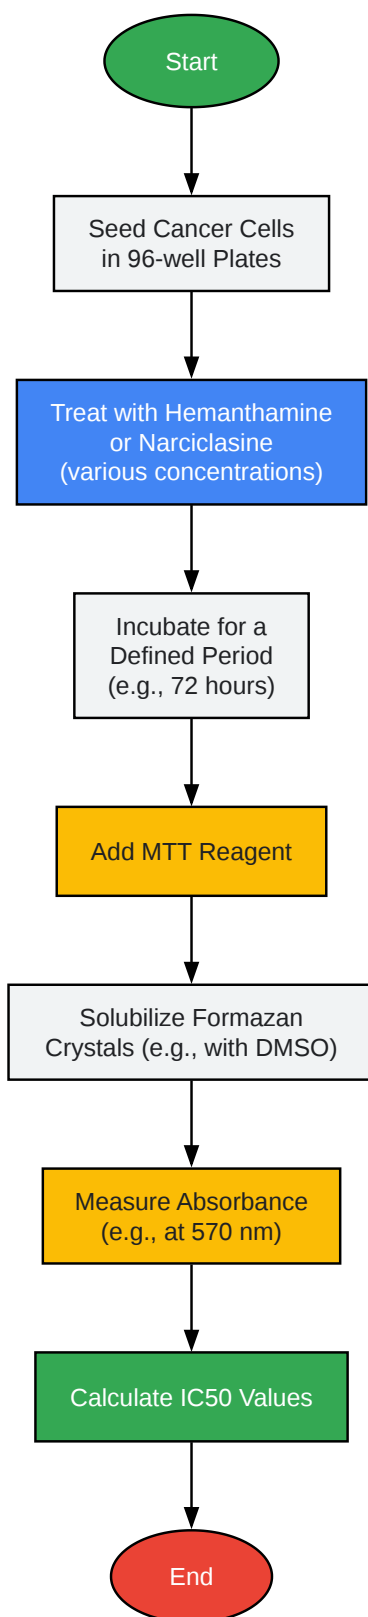 Start
Seed Cancer Cells
in 96-well Plates
Treat with Hemanthamine
or Narciclasine
(various concentrations)
Incubate for a
Defined Period
(e.g., 72 hours)
Add MTT Reagent
Solubilize Formazan
Crystals (e.g., with DMSO)
Measure Absorbance
(e.g., at 570 nm)
Calculate IC50 Values
End